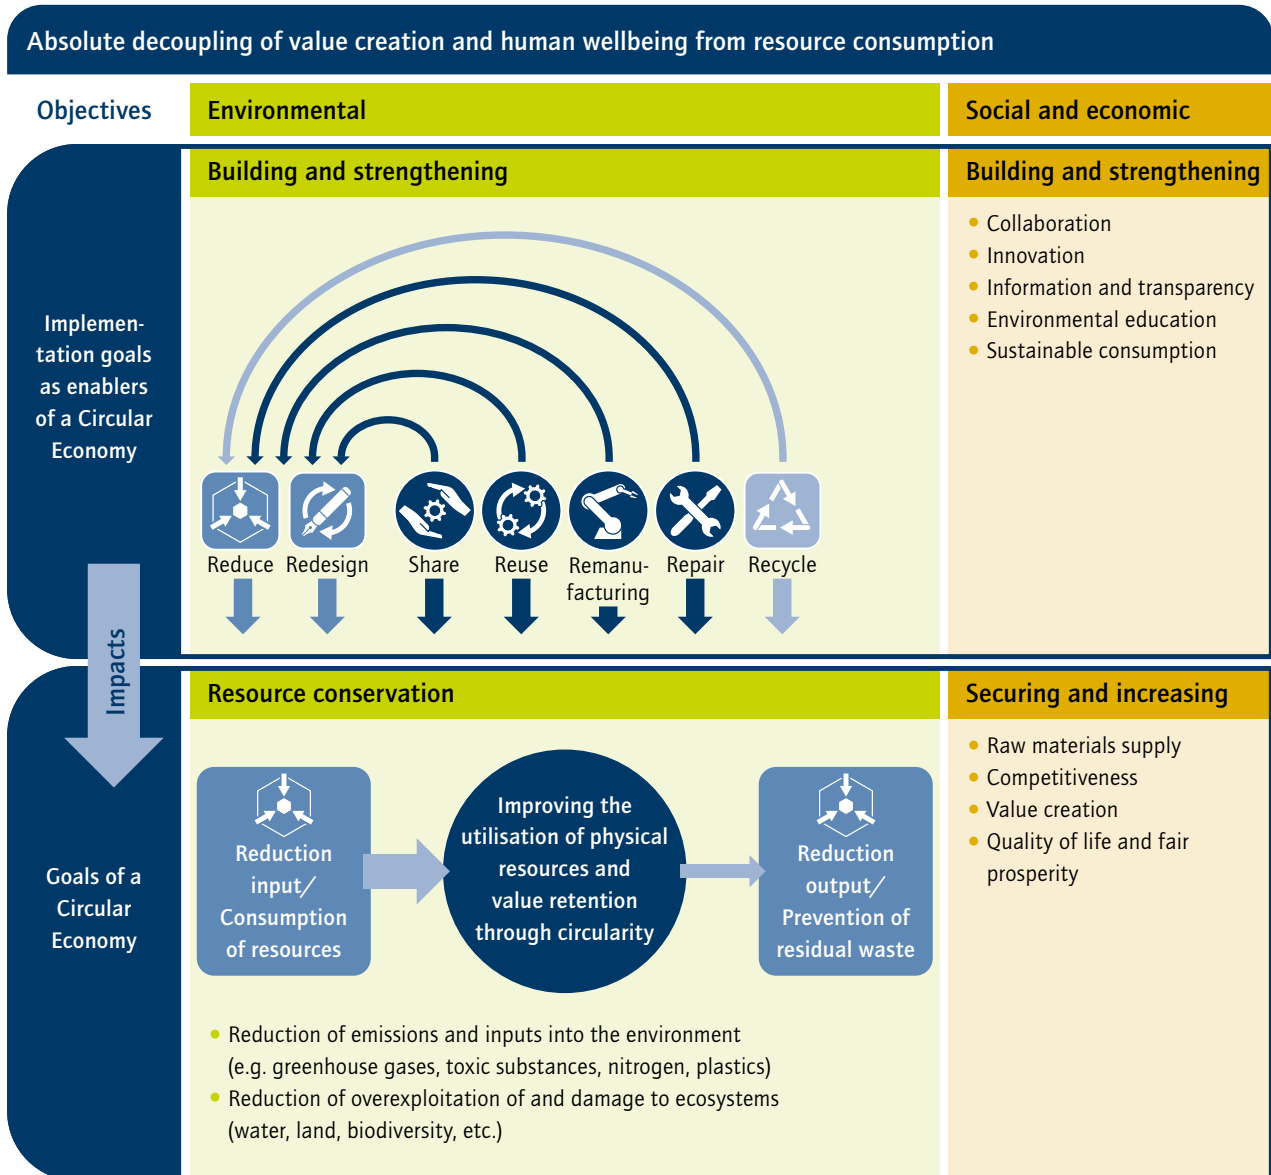 Absolute decoupling of value creation and human wellbeing from resource consumption
Objectives
Environmental
Social and economic
Implemen-
tation goals
as enablers
of a Circular
Economy
Building and strengthening
Reduce
Redesign
Share
Reuse
Remanu-
facturing
Repair
Recycle
Building and strengthening
• Collaboration
• Innovation
• Information and transparency
• Environmental education
• Sustainable consumption
Impacts
Goals of a
Circular
Economy
Resource conservation
Reduction
input/
Consumption
of resources
Improving the
utilisation of physical
resources and
value retention
through circularity
Reduction
output/
Prevention of
residual waste
• Reduction of emissions and inputs into the environment
(e.g. greenhouse gases, toxic substances, nitrogen, plastics)
• Reduction of overexploitation of and damage to ecosystems
(water, land, biodiversity, etc.)
Securing and increasing
• Raw materials supply
• Competitiveness
• Value creation
• Quality of life and fair
prosperity